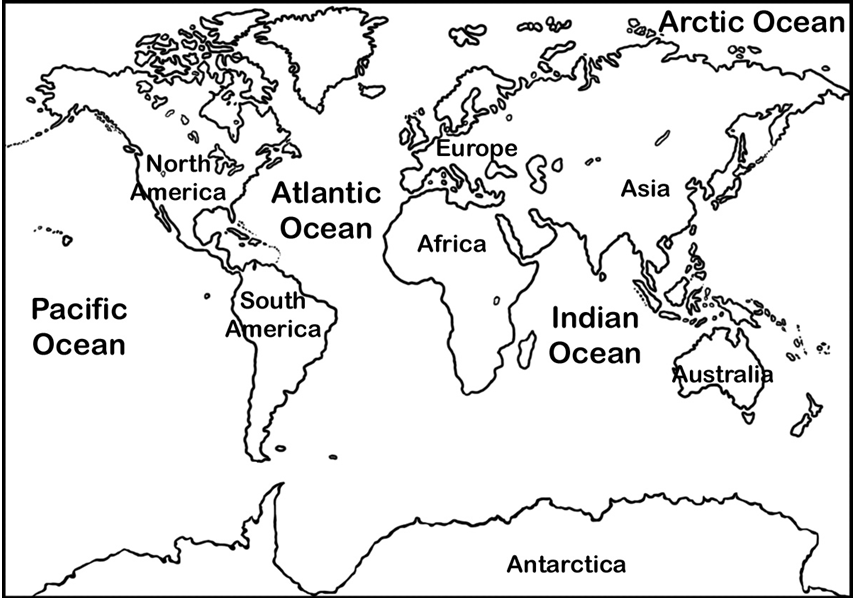 Arctic Ocean
Europe
North
America
Atlantic
Ocean
Asia
Africa
South
America
Pacific
Ocean
Indian
Ocean
Australia
Antarctica